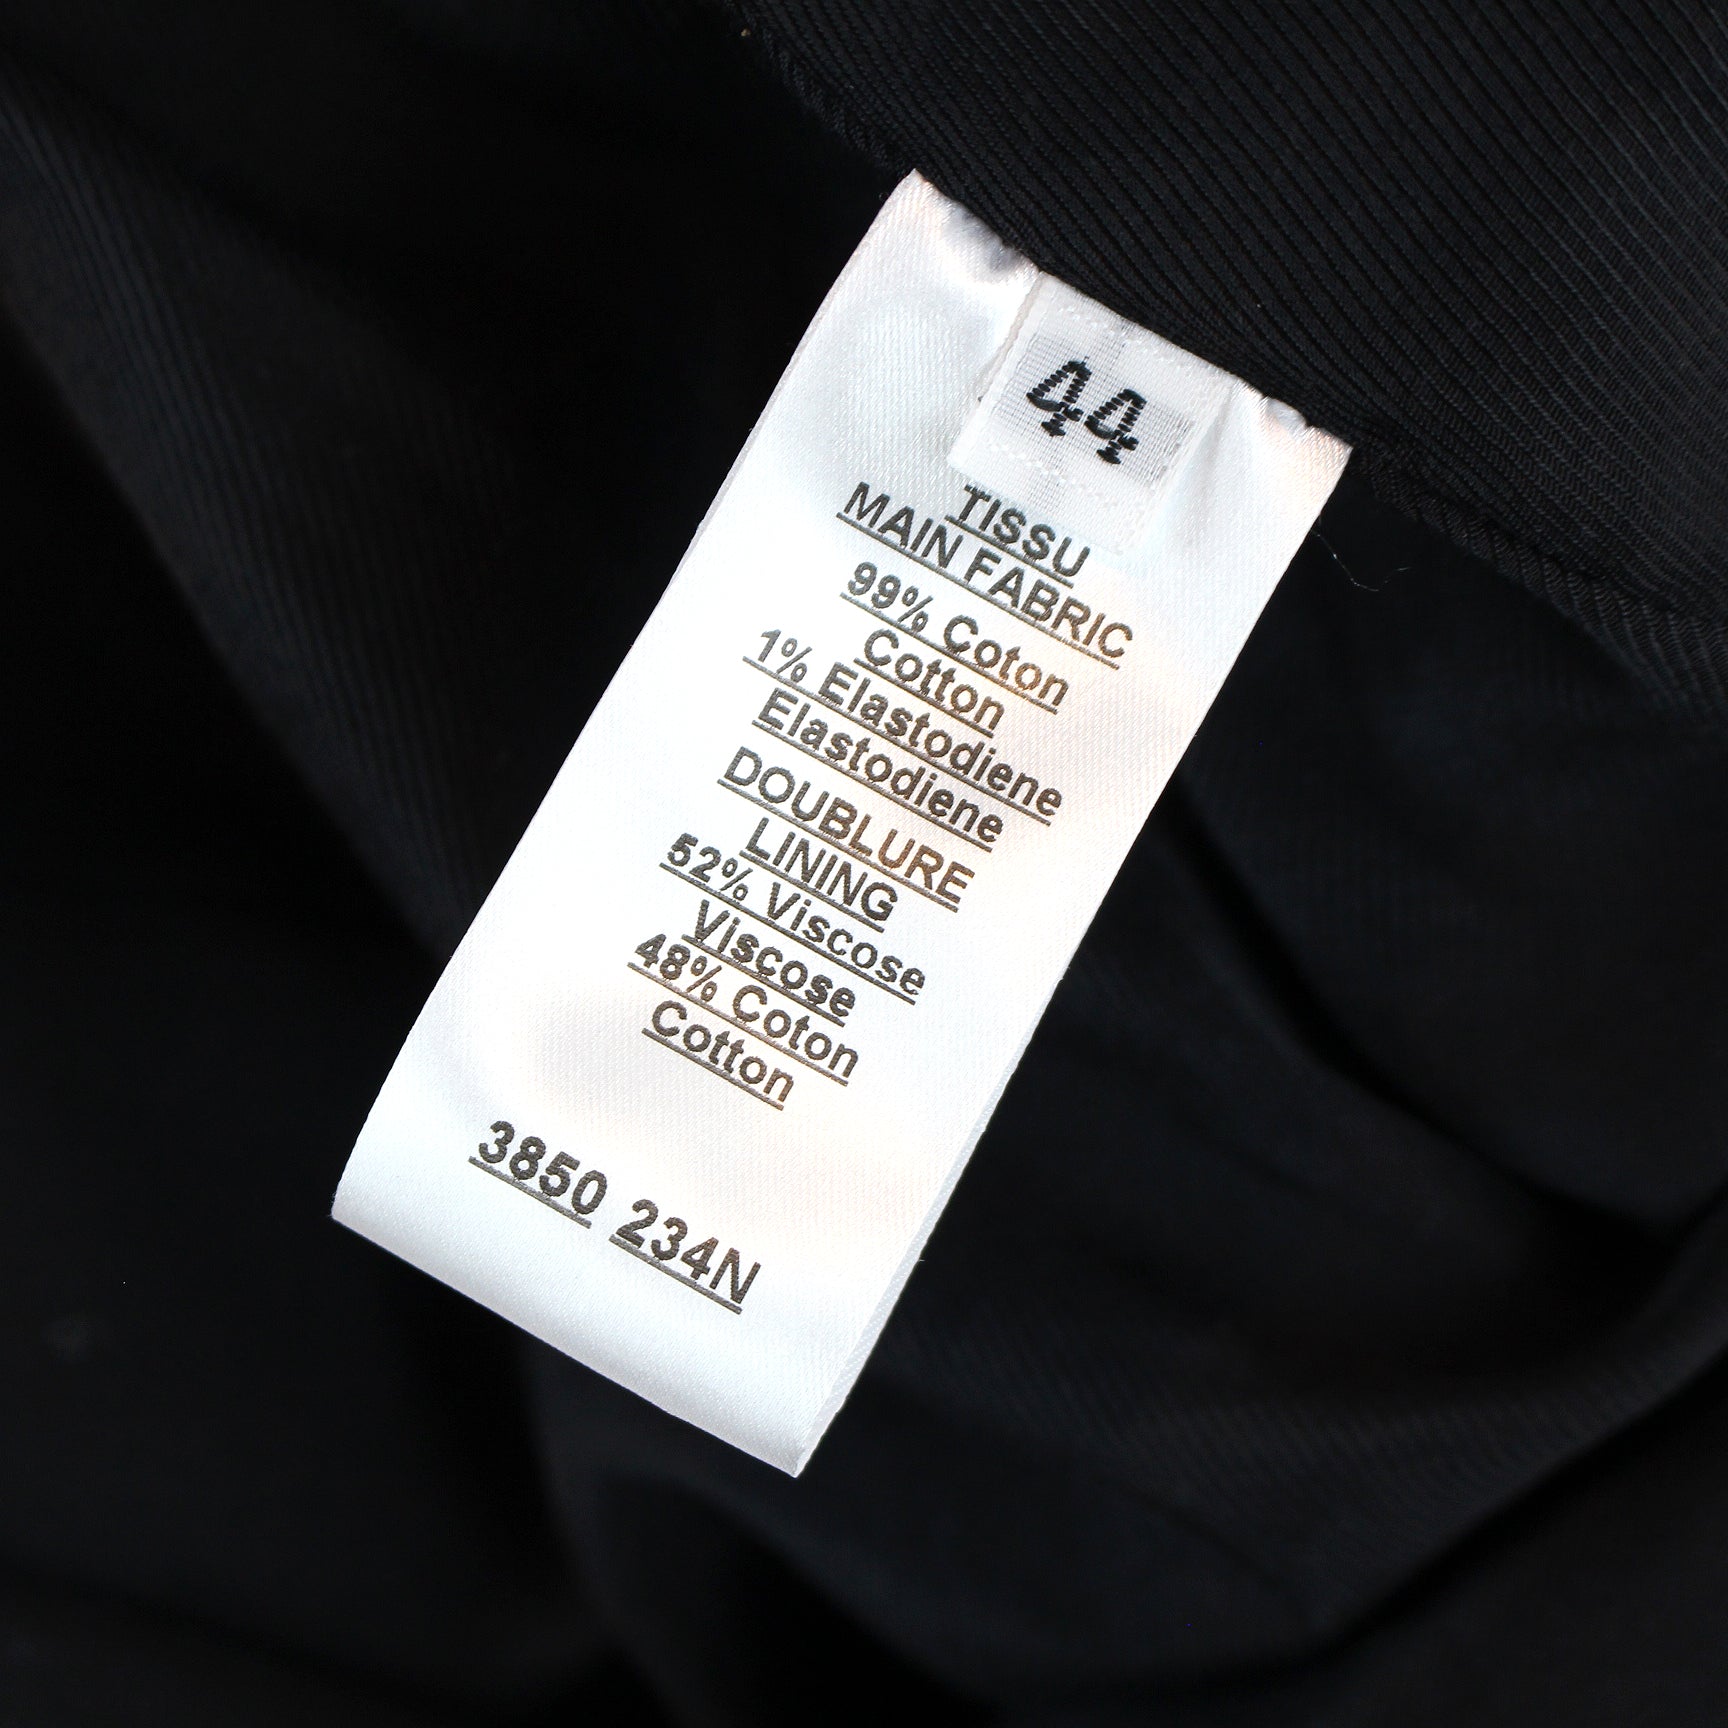 44
TISSU
MAIN FABRIC
99% Coton
Cotton
1% Elastodiene
Elastodiene
DOUBLURE
LINING
52% Viscose
Viscose
48% Coton
Cotton
3850 234N